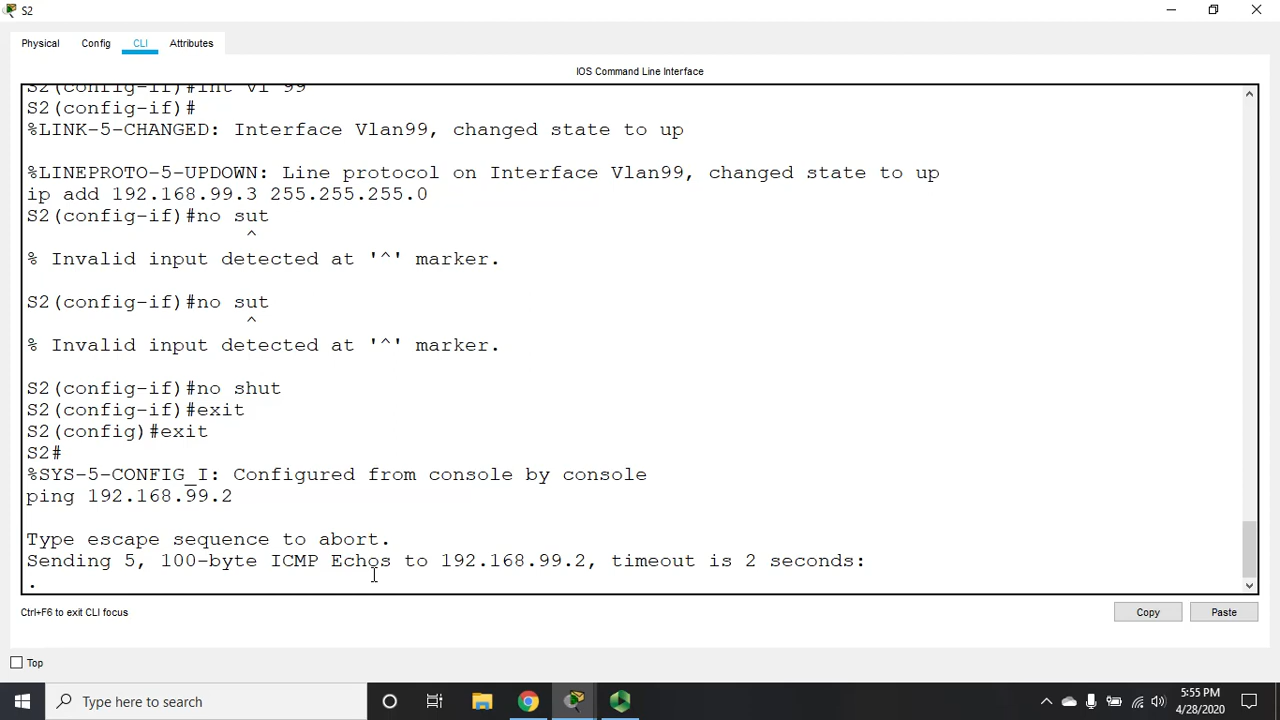 S2
Physical Config CLI Attributes
IOS Command Line Interface
S2(config-if)#int vl 99
S2(config-if)#
%LINK-5-CHANGED: Interface Vlan99, changed state to up
%LINEPROTO-5-UPDOWN: Line protocol on Interface Vlan99, changed state to up
ip add 192.168.99.3 255.255.255.0
S2(config-if)#no sut
^
% Invalid input detected at '^' marker.
S2(config-if)#no sut
^
% Invalid input detected at '^' marker.
S2(config-if)#no shut
S2(config-if)#exit
S2(config)#exit
S2#
%SYS-5-CONFIG_I: Configured from console by console
ping 192.168.99.2
Type escape sequence to abort.
Sending 5, 100-byte ICMP Echos to 192.168.99.2, timeout is 2 seconds:
.
Ctrl+F6 to exit CLI focus
Copy Paste
Top
Type here to search
5:55 PM
4/28/2020